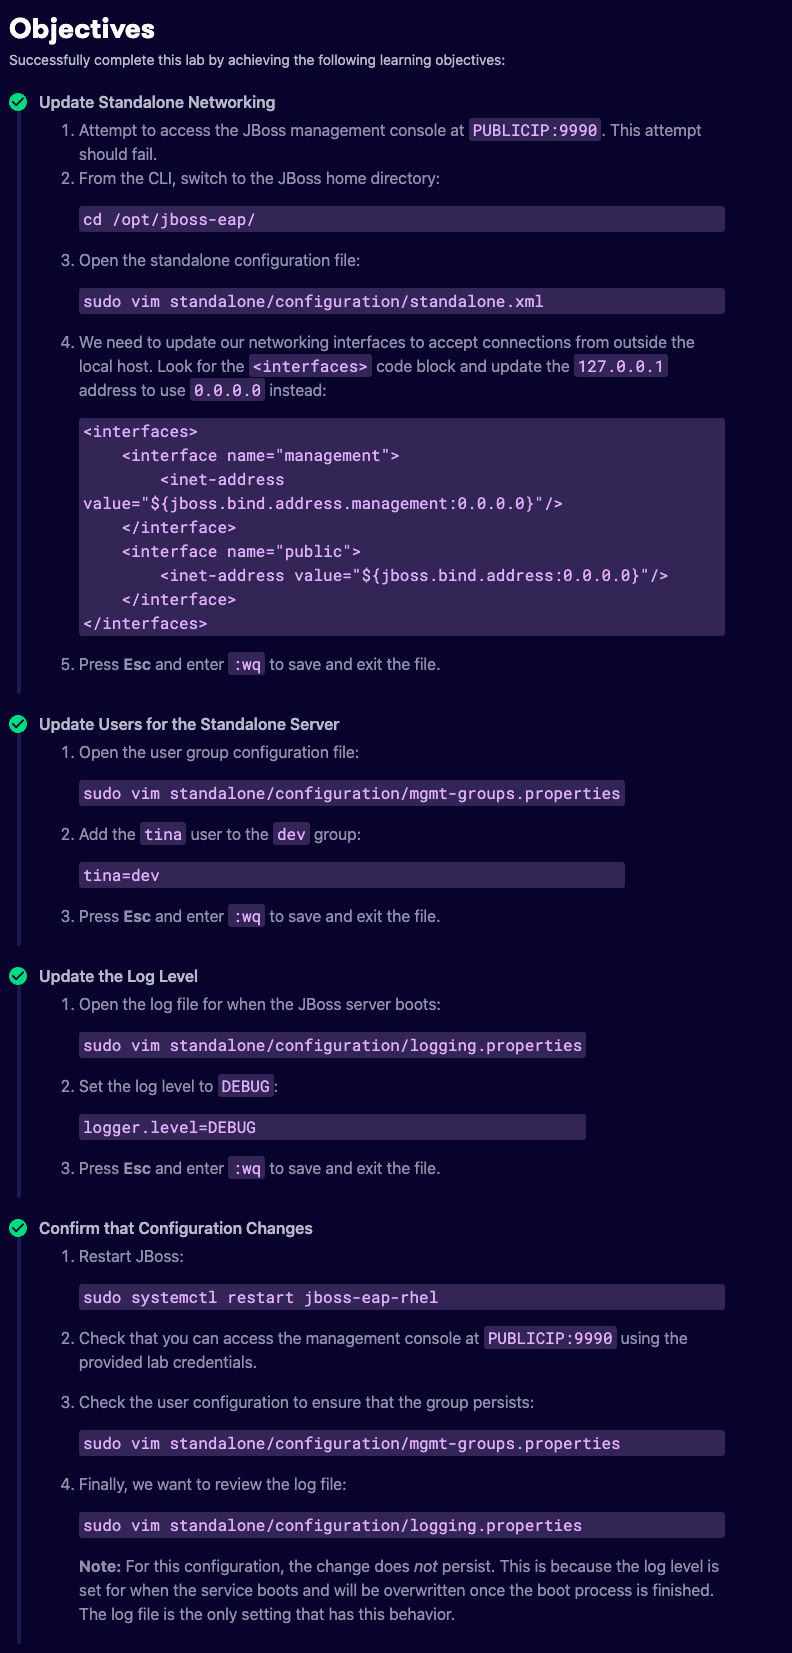 Objectives
Successfully complete this lab by achieving the following learning objectives:
Update Standalone Networking
1. Attempt to access the JBoss management console at PUBLICIP:9990. This attempt
should fail.
2. From the CLI, switch to the JBoss home directory:
cd /opt/jboss-eap/
3. Open the standalone configuration file:
sudo vim standalone/configuration/standalone.xml
4. We need to update our networking interfaces to accept connections from outside the
local host. Look for the <interfaces> code block and update the 127.0.0.1
address to use 0.0.0.0 instead:
<interfaces>
    <interface name="management">
        <inet-address
value="${jboss.bind.address.management:0.0.0.0}"/>
    </interface>
    <interface name="public">
        <inet-address value="${jboss.bind.address:0.0.0.0}"/>
    </interface>
</interfaces>
5. Press Esc and enter :wq to save and exit the file.
Update Users for the Standalone Server
1. Open the user group configuration file:
sudo vim standalone/configuration/mgmt-groups.properties
2. Add the tina user to the dev group:
tina=dev
3. Press Esc and enter :wq to save and exit the file.
Update the Log Level
1. Open the log file for when the JBoss server boots:
sudo vim standalone/configuration/logging.properties
2. Set the log level to DEBUG:
logger.level=DEBUG
3. Press Esc and enter :wq to save and exit the file.
Confirm that Configuration Changes
1. Restart JBoss:
sudo systemctl restart jboss-eap-rhel
2. Check that you can access the management console at PUBLICIP:9990 using the
provided lab credentials.
3. Check the user configuration to ensure that the group persists:
sudo vim standalone/configuration/mgmt-groups.properties
4. Finally, we want to review the log file:
sudo vim standalone/configuration/logging.properties
Note: For this configuration, the change does not persist. This is because the log level is
set for when the service boots and will be overwritten once the boot process is finished.
The log file is the only setting that has this behavior.